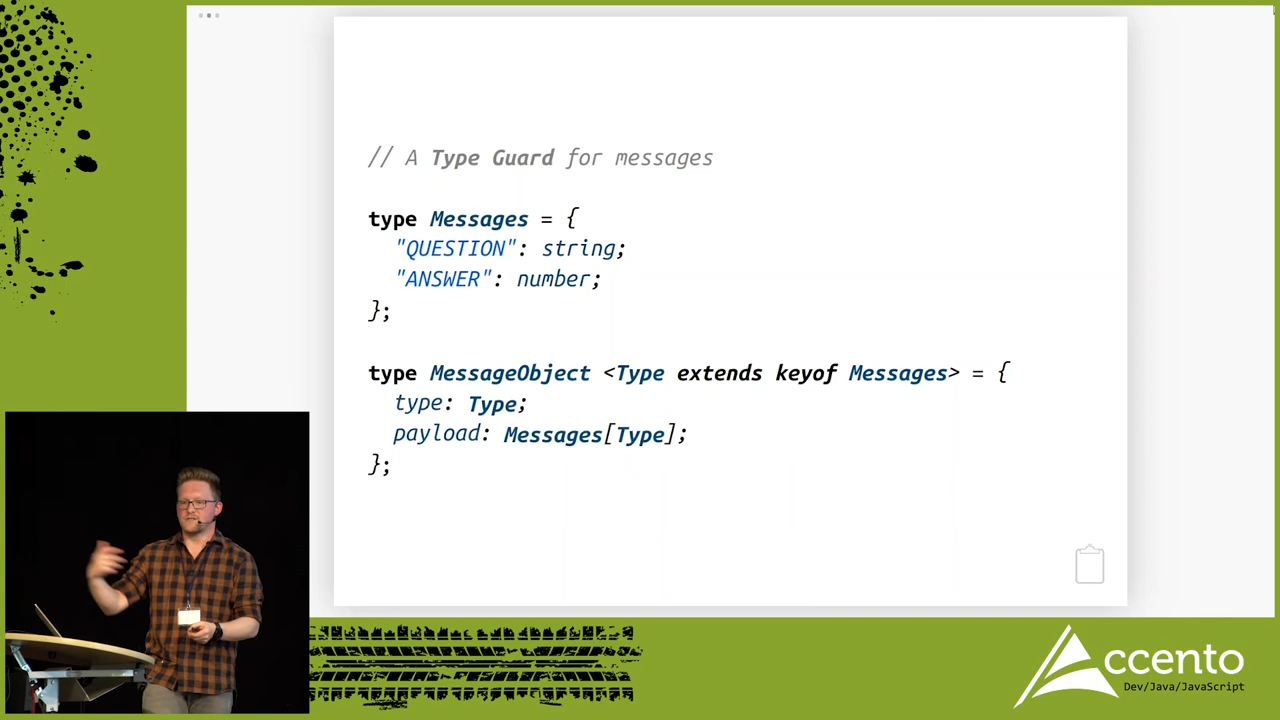 // A Type Guard for messages
type Messages = {
"QUESTION": string;
"ANSWER": number;
};
type MessageObject <Type extends keyof Messages> = {
type: Type;
payload: Messages[Type];
};
Accento
Dev/Java/JavaScript